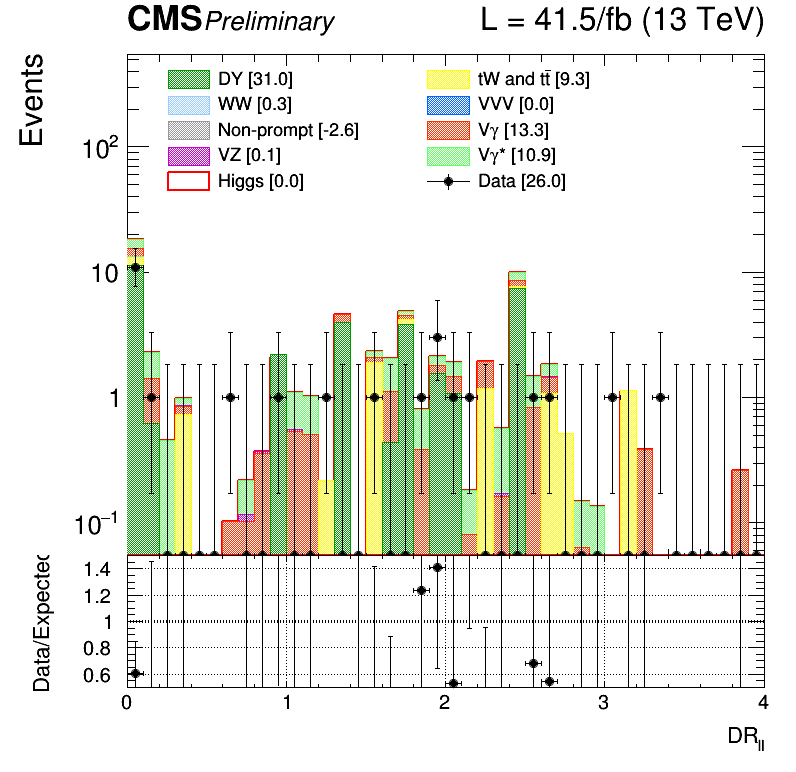 CMS Preliminary L = 41.5/fb (13 TeV)
Events
DY [31.0]
WW [0.3]
Non-prompt [-2.6]
VZ [0.1]
Higgs [0.0]
tW and tt̄ [9.3]
VVV [0.0]
Vγ [13.3]
Vγ* [10.9]
Data [26.0]
10²
10
1
10⁻¹
Data/Expected
1.4
1.2
1
0.8
0.6
0 1 2 3 4
DR_ll